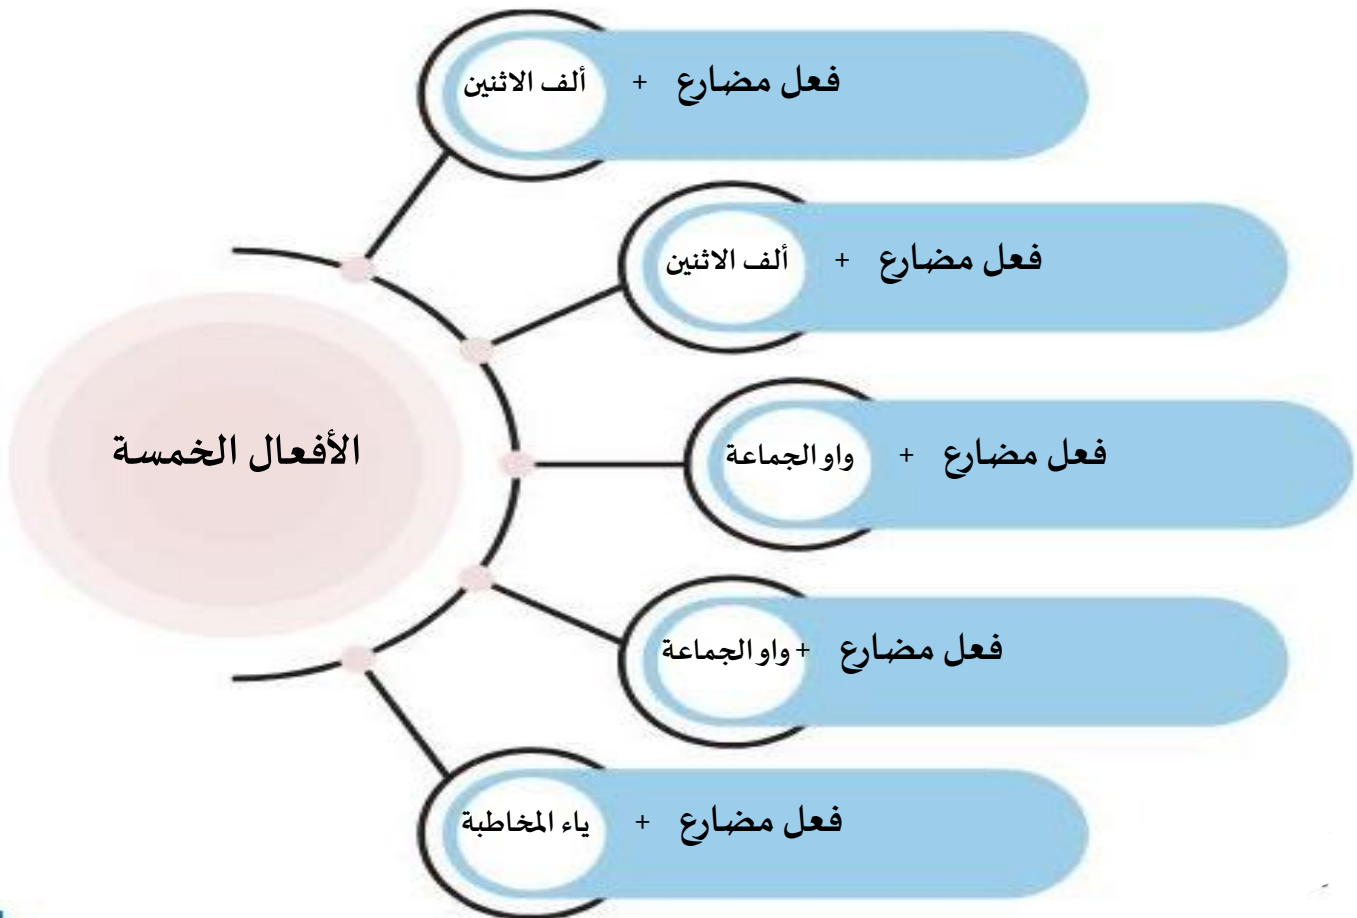 فعل مضارع + ألف الاثنين
فعل مضارع + ألف الاثنين
الأفعال الخمسة
فعل مضارع + واو الجماعة
فعل مضارع + واو الجماعة
فعل مضارع + ياء المخاطبة